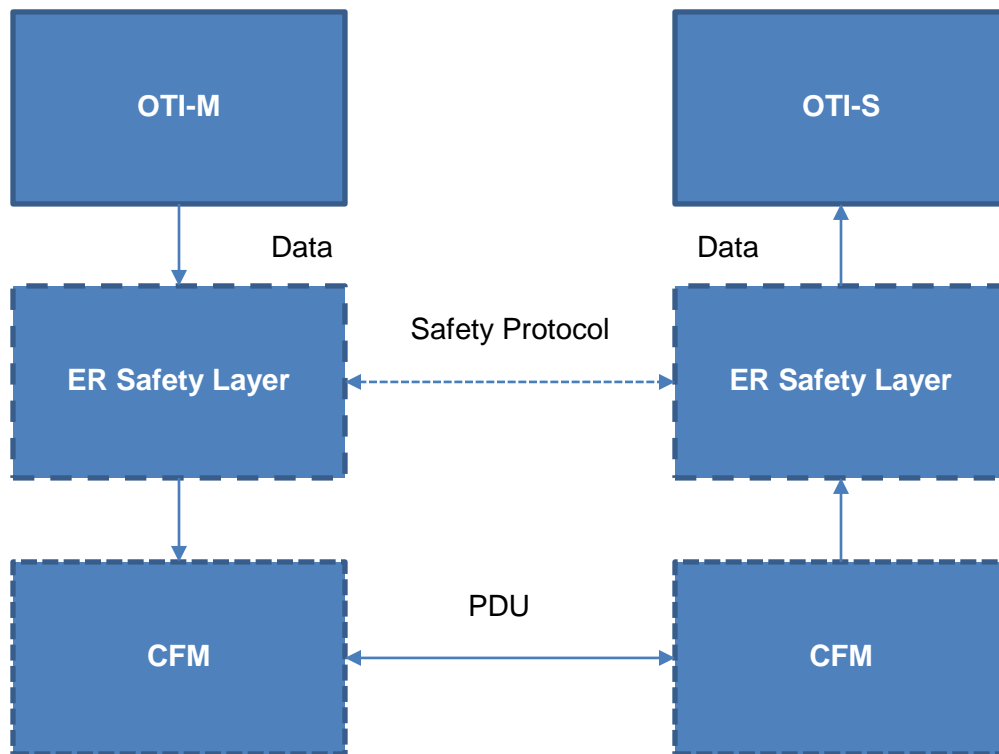 OTI-M
OTI-S
Data
Data
Safety Protocol
ER Safety Layer
ER Safety Layer
PDU
CFM
CFM